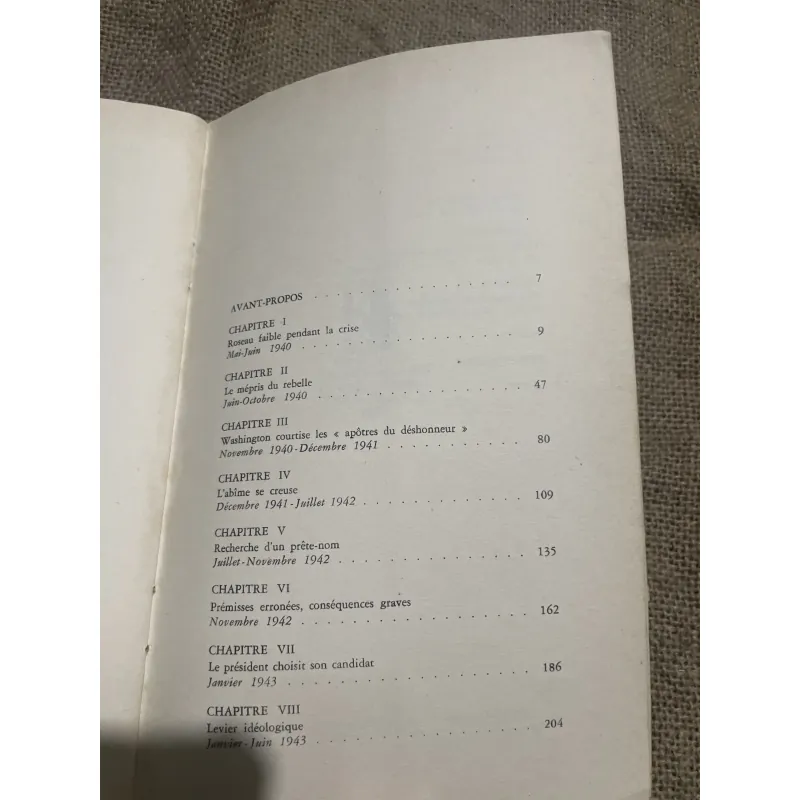 AVANT-PROPOS . . . . . . . . . . . . . . . 7
CHAPITRE I
Roseau faible pendant la crise
Mai-Juin 1940 . . . . . . . . . . . . . . . 9
CHAPITRE II
Le mépris du rebelle
Juin-Octobre 1940 . . . . . . . . . . . . . . 47
CHAPITRE III
Washington courtise les « apôtres du déshonneur »
Novembre 1940-Décembre 1941 . . . . . . . . . . 80
CHAPITRE IV
L'abîme se creuse
Décembre 1941-Juillet 1942 . . . . . . . . . . . 109
CHAPITRE V
Recherche d'un prête-nom
Juillet-Novembre 1942 . . . . . . . . . . . . . 135
CHAPITRE VI
Prémisses erronées, conséquences graves
Novembre 1942 . . . . . . . . . . . . . . . 162
CHAPITRE VII
Le président choisit son candidat
Janvier 1943 . . . . . . . . . . . . . . . . 186
CHAPITRE VIII
Levier idéologique
Janvier-Juin 1943 . . . . . . . . . . . . . . 204